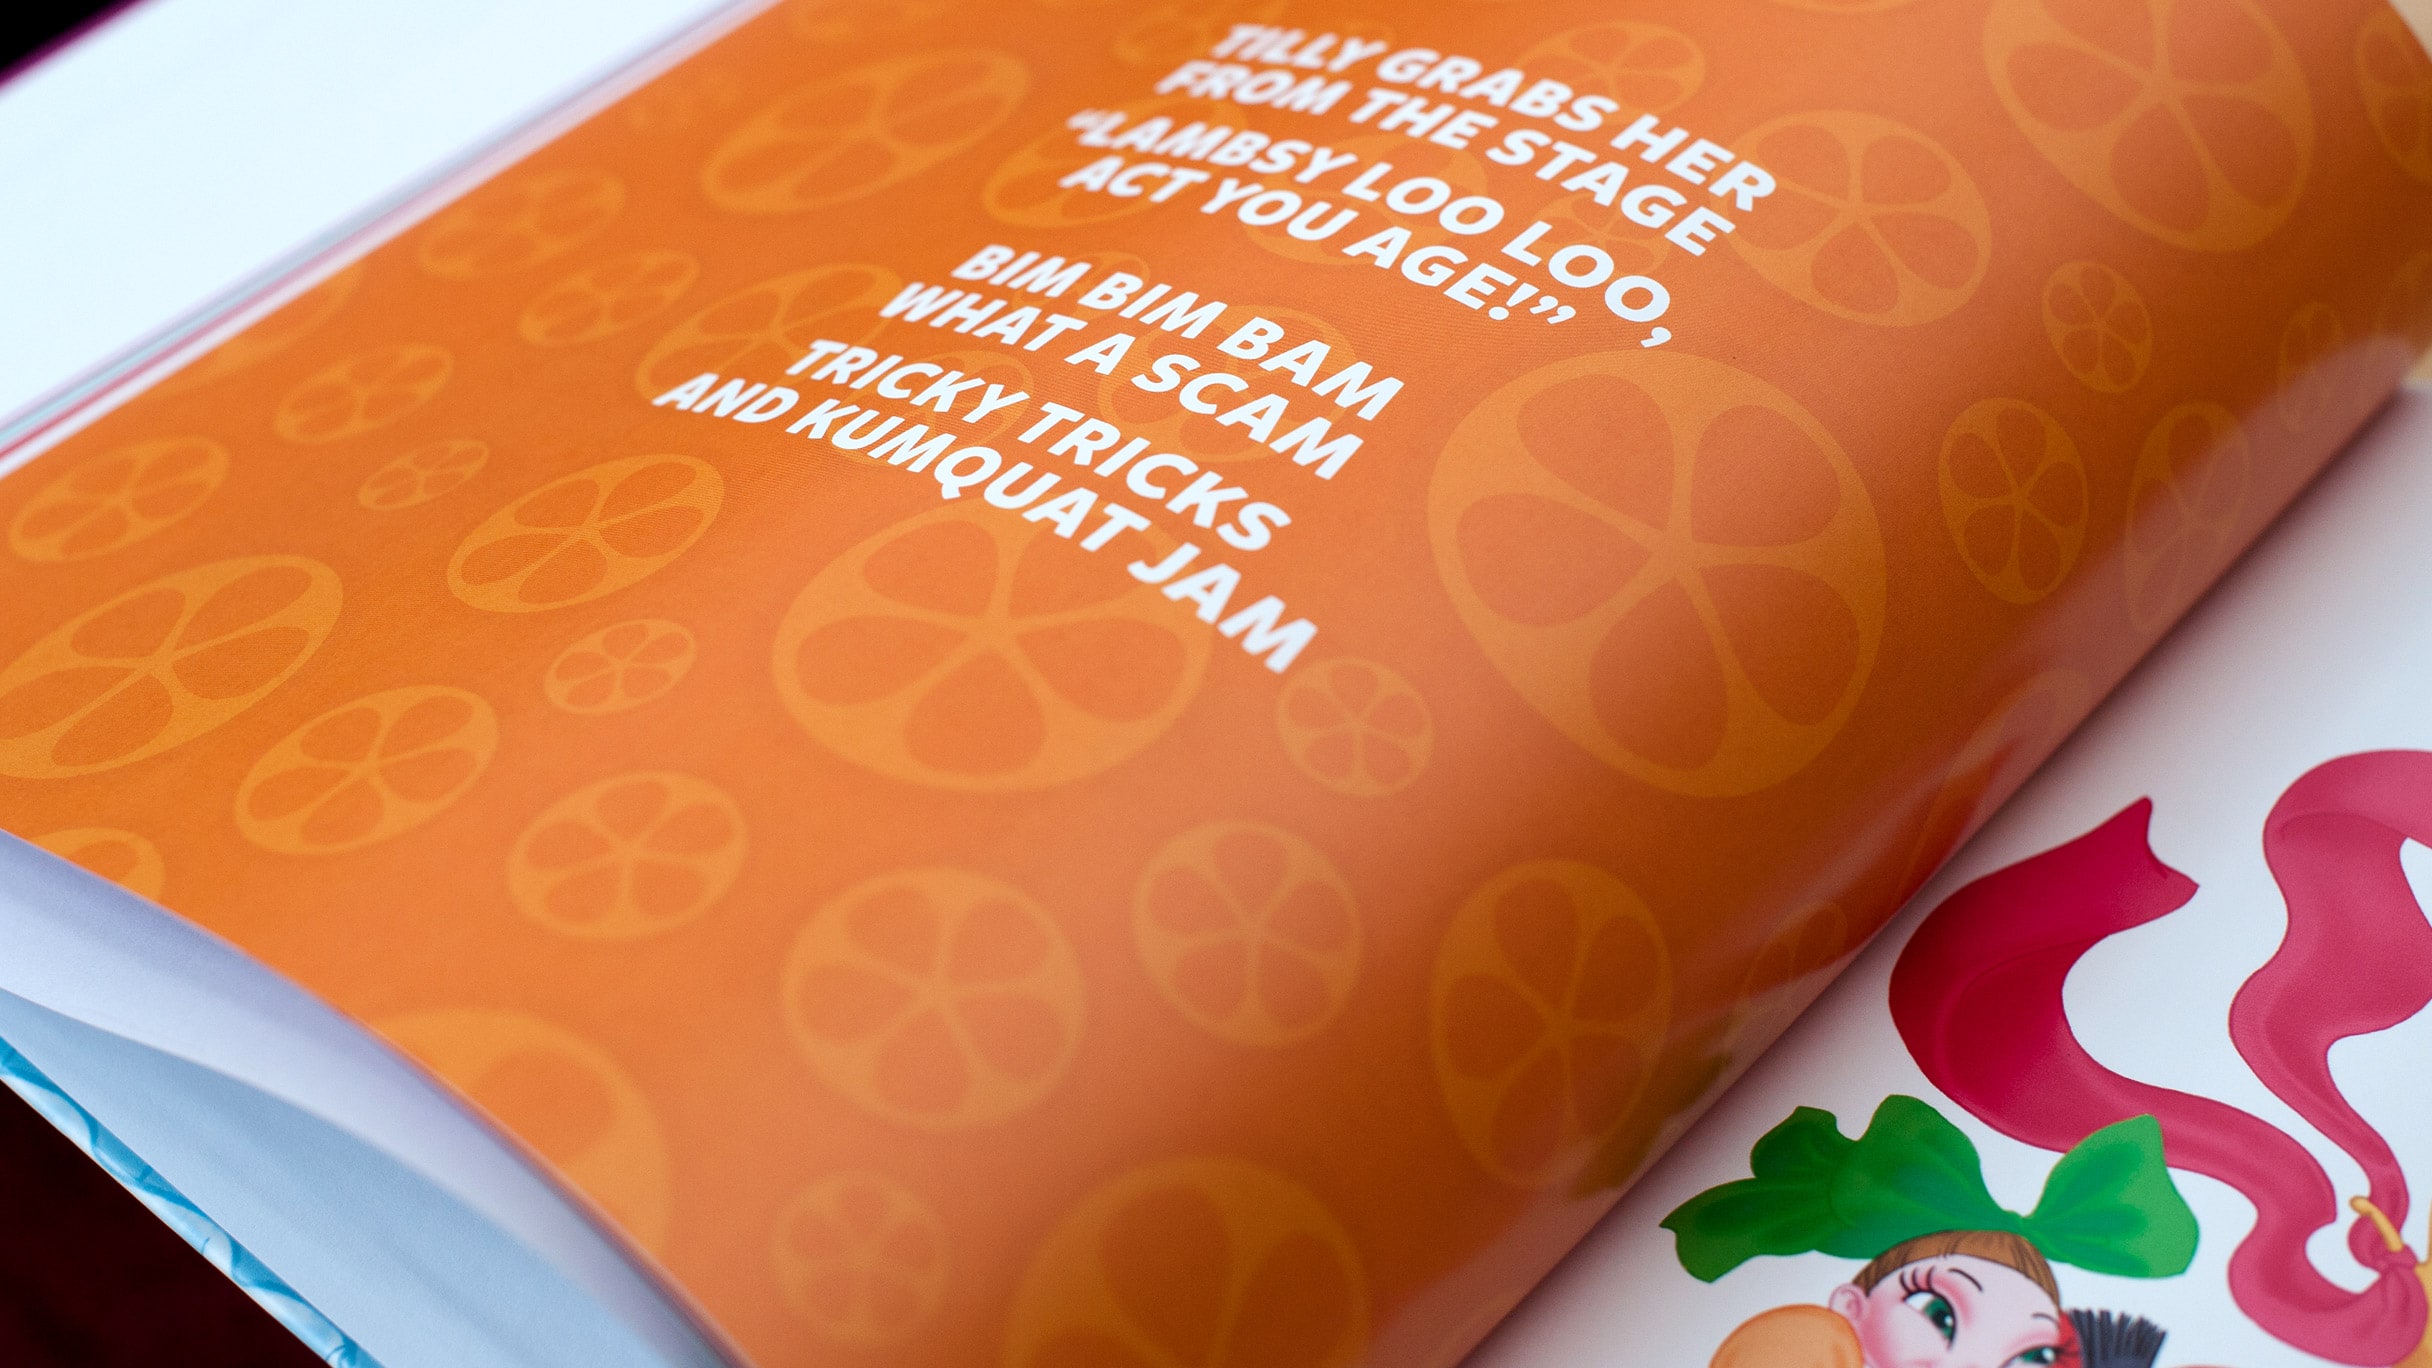 TILLY GRABS HER
FROM THE STAGE
“LAMBSY LOO LOO,
ACT YOU AGE!”
BIM BIM BAM
WHAT A SCAM
TRICKY TRICKS
AND KUMQUAT JAM